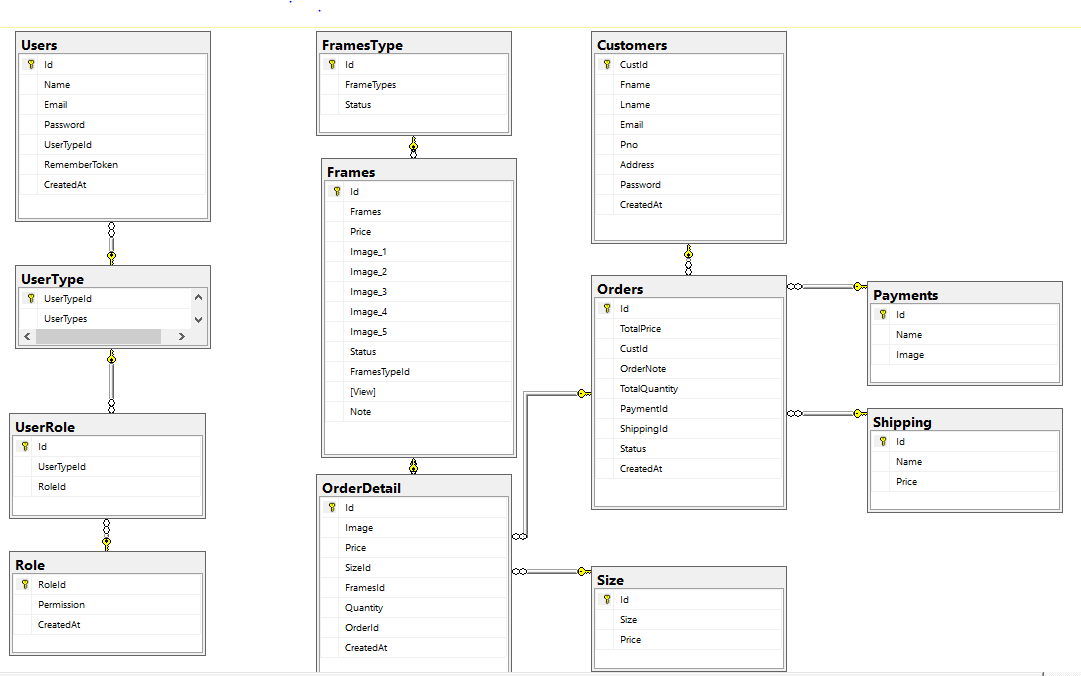 Users
Id
Name
Email
Password
UserTypeId
RememberToken
CreatedAt
UserType
UserTypeId
UserTypes
UserRole
Id
UserTypeId
RoleId
Role
RoleId
Permission
CreatedAt
FramesType
Id
FrameTypes
Status
Frames
Id
Frames
Price
Image_1
Image_2
Image_3
Image_4
Image_5
Status
FramesTypeId
[View]
Note
OrderDetail
Id
Image
Price
SizeId
FramesId
Quantity
OrderId
CreatedAt
Customers
CustId
Fname
Lname
Email
Pno
Address
Password
CreatedAt
Orders
Id
TotalPrice
CustId
OrderNote
TotalQuantity
PaymentId
ShippingId
Status
CreatedAt
Size
Id
Size
Price
Payments
Id
Name
Image
Shipping
Id
Name
Price